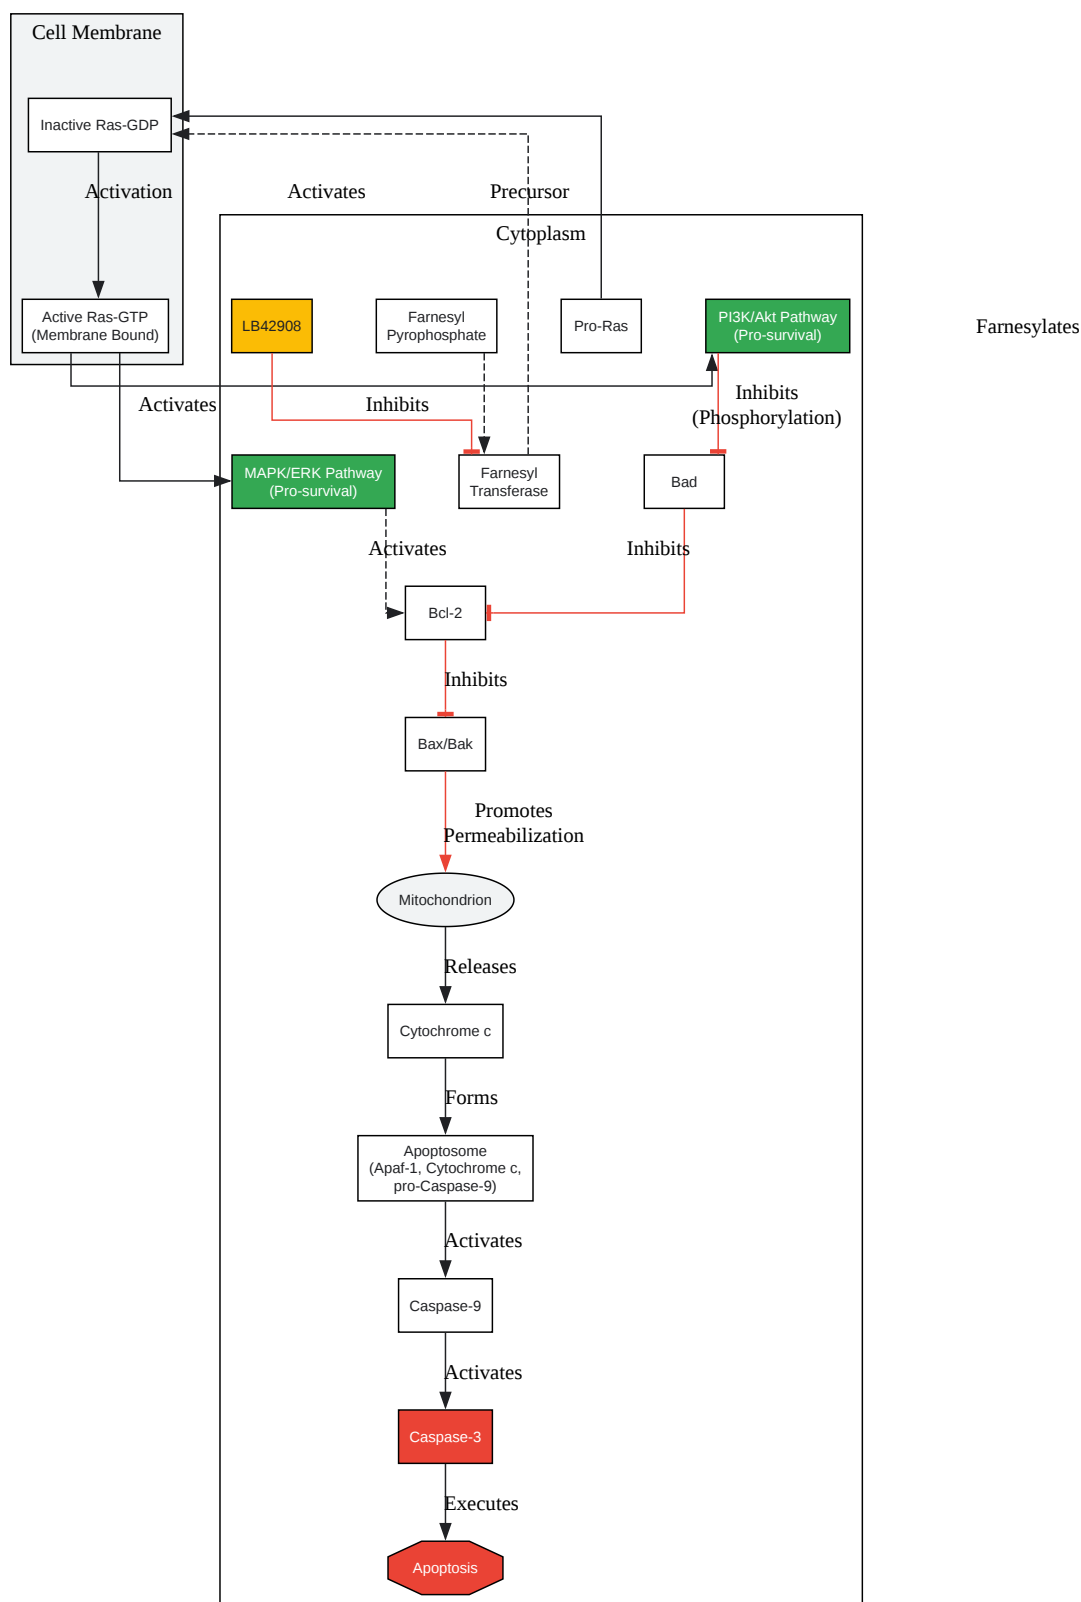 Cell Membrane
Inactive Ras-GDP
Activation
Activates
Precursor
Cytoplasm
Active Ras-GTP
(Membrane Bound)
LB42908
Farnesyl
Pyrophosphate
Pro-Ras
PI3K/Akt Pathway
(Pro-survival)
Farnesylates
Activates
Inhibits
Inhibits
(Phosphorylation)
MAPK/ERK Pathway
(Pro-survival)
Farnesyl
Transferase
Bad
Activates
Inhibits
Bcl-2
Inhibits
Bax/Bak
Promotes
Permeabilization
Mitochondrion
Releases
Cytochrome c
Forms
Apoptosome
(Apaf-1, Cytochrome c,
pro-Caspase-9)
Activates
Caspase-9
Activates
Caspase-3
Executes
Apoptosis